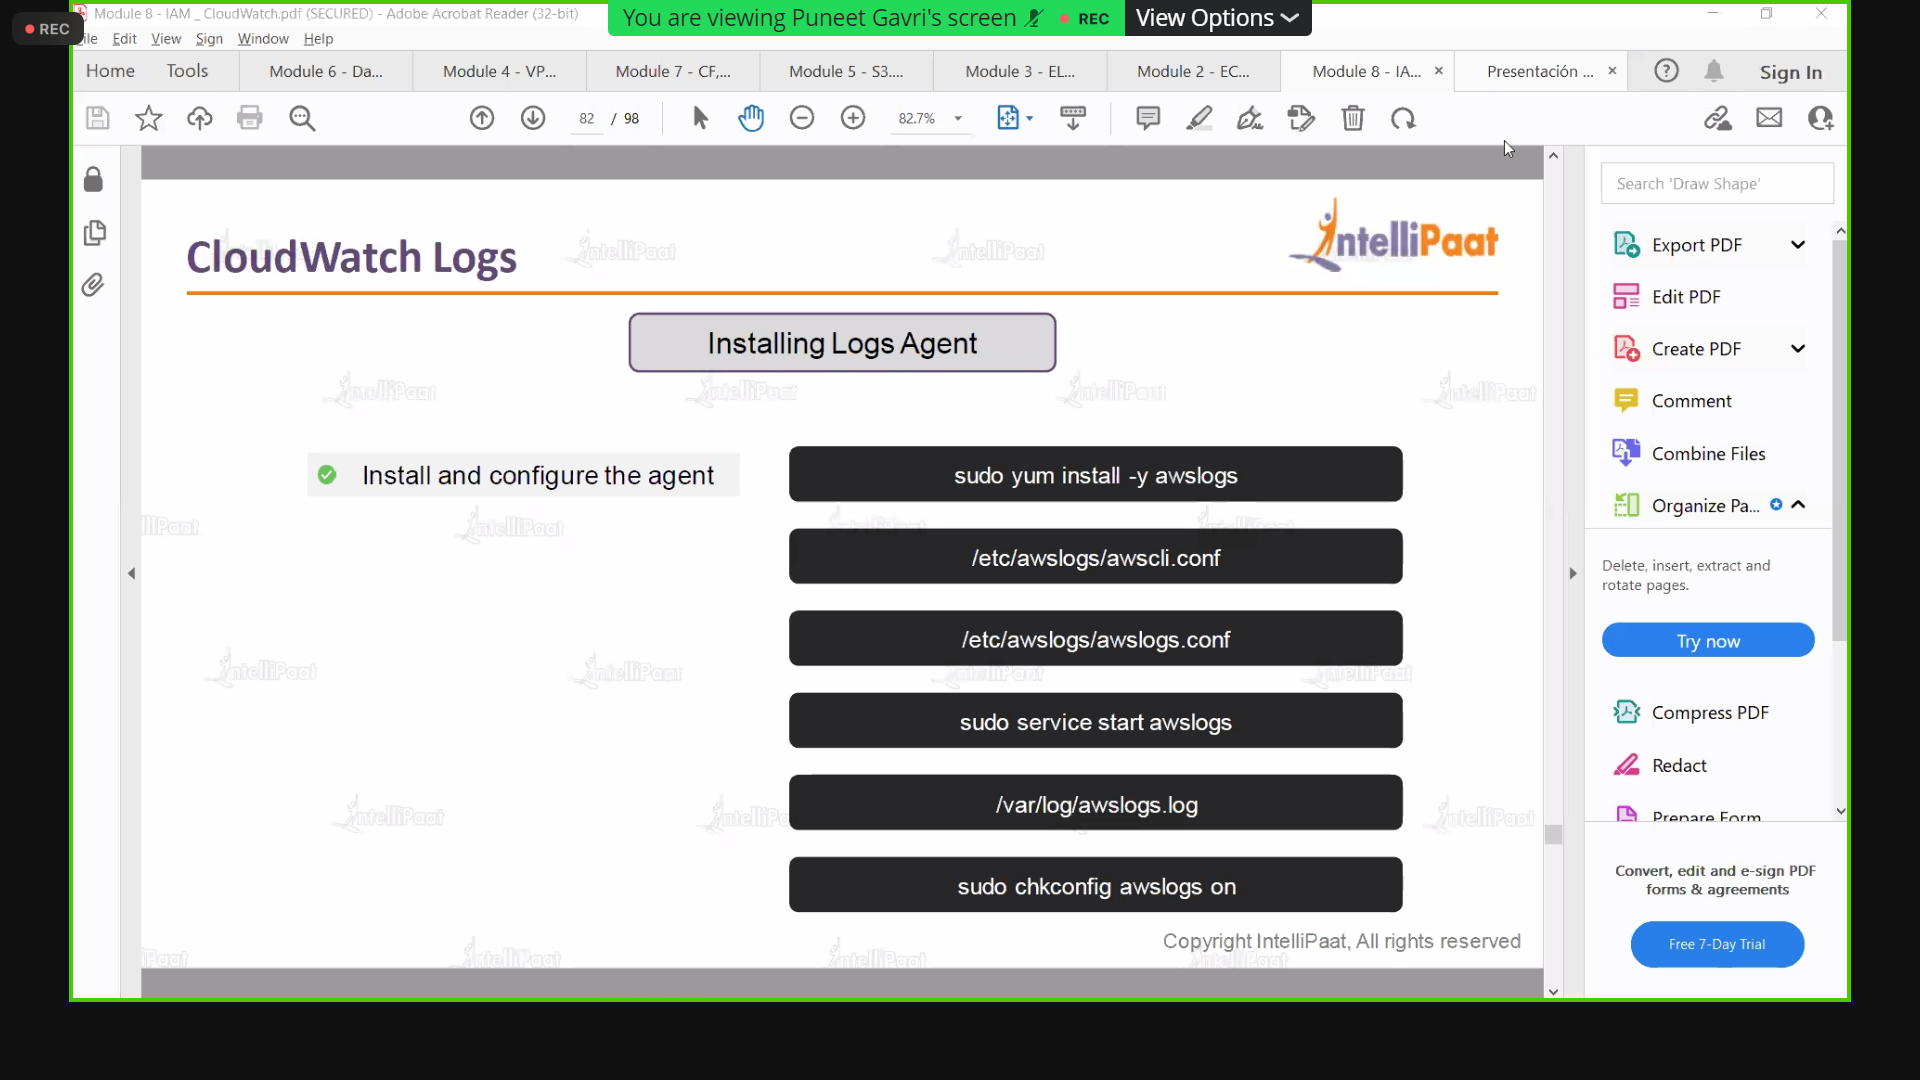 REC
You are viewing Puneet Gavri's screen
REC
View Options
Module 8 - IAM _ CloudWatch.pdf (SECURED) - Adobe Acrobat Reader (32-bit)
ile Edit View Sign Window Help
Home Tools Module 6 - Da... Module 4 - VP... Module 7 - CF,... Module 5 - S3.... Module 3 - EL... Module 2 - EC... Module 8 - IA... Presentación ... Sign In
82 / 98 82.7%
CloudWatch Logs
IntelliPaat
Installing Logs Agent
Install and configure the agent
sudo yum install -y awslogs
/etc/awslogs/awscli.conf
/etc/awslogs/awslogs.conf
sudo service start awslogs
/var/log/awslogs.log
sudo chkconfig awslogs on
Copyright IntelliPaat, All rights reserved
Search 'Draw Shape'
Export PDF
Edit PDF
Create PDF
Comment
Combine Files
Organize Pa...
Delete, insert, extract and
rotate pages.
Try now
Compress PDF
Redact
Prepare Form
Convert, edit and e-sign PDF
forms & agreements
Free 7-Day Trial